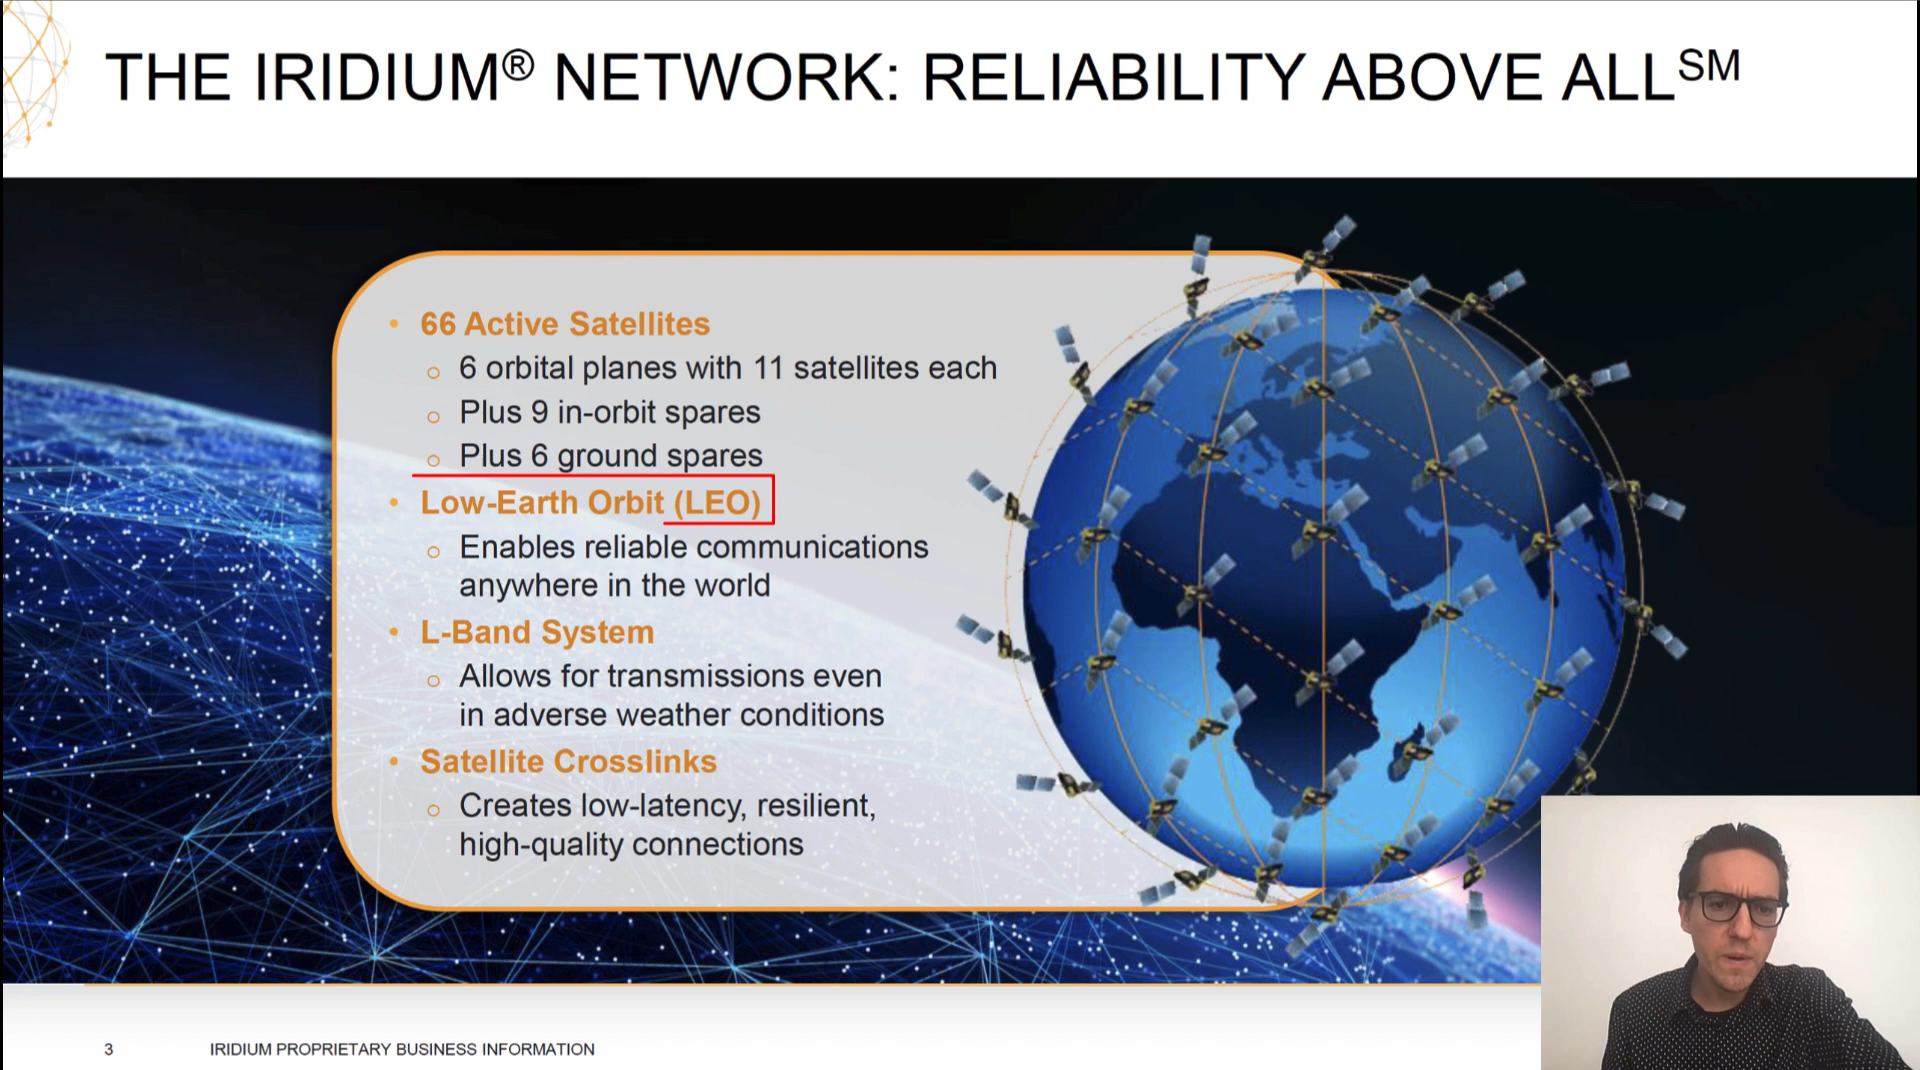 THE IRIDIUM® NETWORK: RELIABILITY ABOVE ALL℠
• 66 Active Satellites
○ 6 orbital planes with 11 satellites each
○ Plus 9 in-orbit spares
○ Plus 6 ground spares
• Low-Earth Orbit (LEO)
○ Enables reliable communications
anywhere in the world
• L-Band System
○ Allows for transmissions even
in adverse weather conditions
• Satellite Crosslinks
○ Creates low-latency, resilient,
high-quality connections
3 IRIDIUM PROPRIETARY BUSINESS INFORMATION